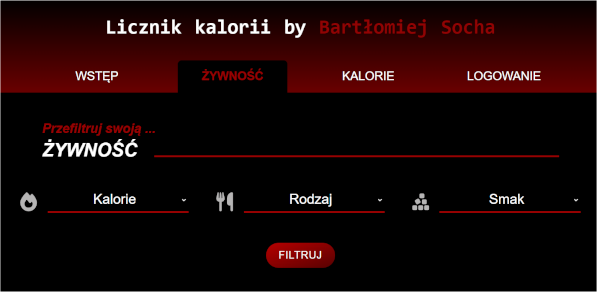 Licznik kalorii by Bartłomiej Socha
WSTĘP ŻYWNOŚĆ KALORIE LOGOWANIE
Przefiltruj swoją ...
ŻYWNOŚĆ
Kalorie Rodzaj Smak
FILTRUJ